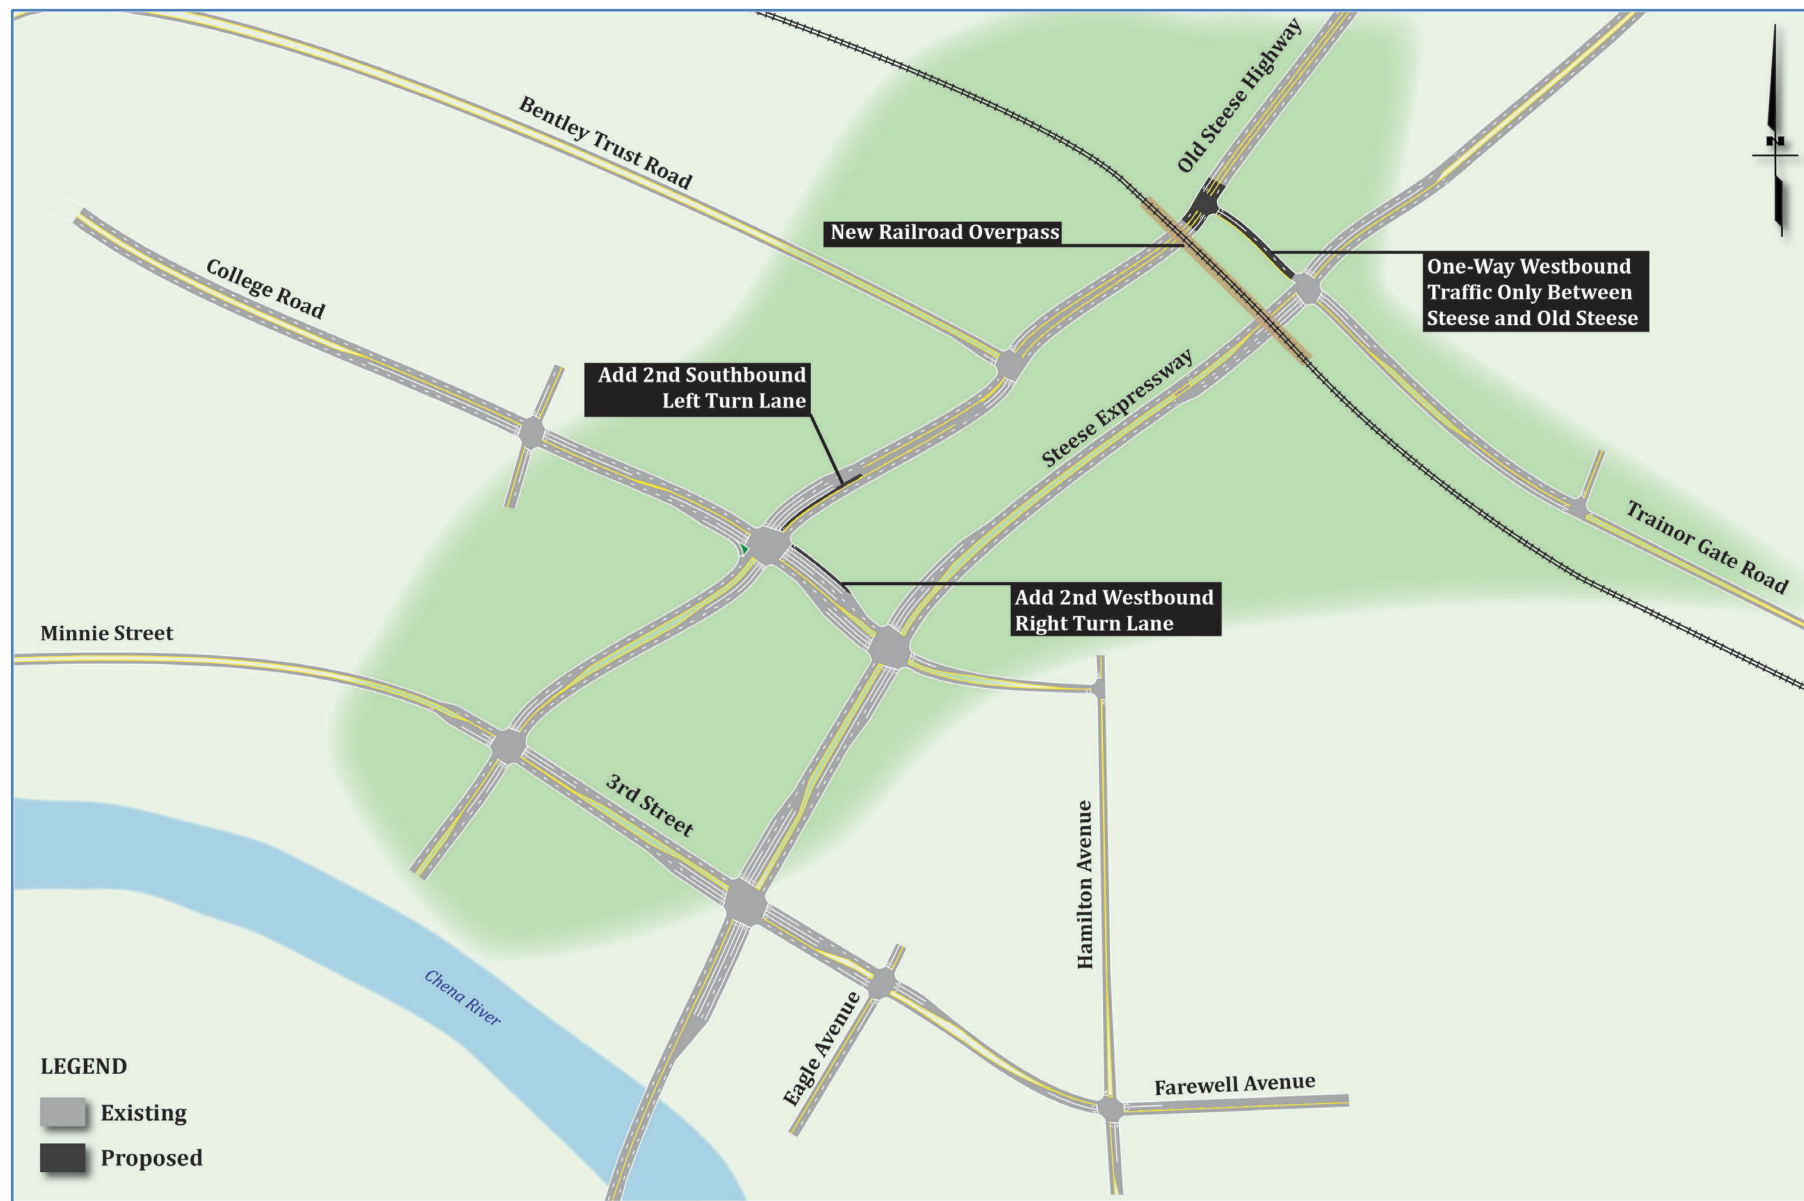 Old Steese Highway
Bentley Trust Road
N
New Railroad Overpass
One-Way Westbound
Traffic Only Between
Steese and Old Steese
College Road
Add 2nd Southbound
Left Turn Lane
Steese Expressway
Trainor Gate Road
Add 2nd Westbound
Right Turn Lane
Minnie Street
3rd Street
Hamilton Avenue
Chena River
Eagle Avenue
Farewell Avenue
LEGEND
Existing
Proposed